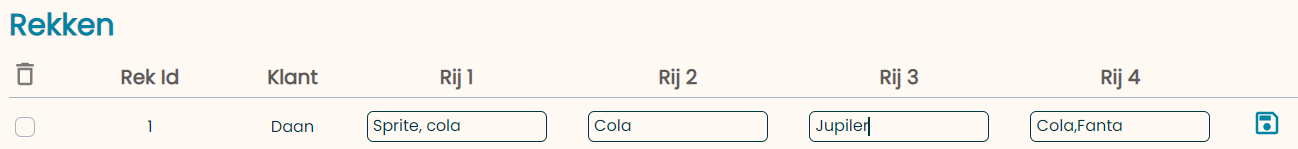 Rekken
Rek Id Klant Rij 1 Rij 2 Rij 3 Rij 4
1 Daan Sprite, cola Cola Jupiler Cola,Fanta